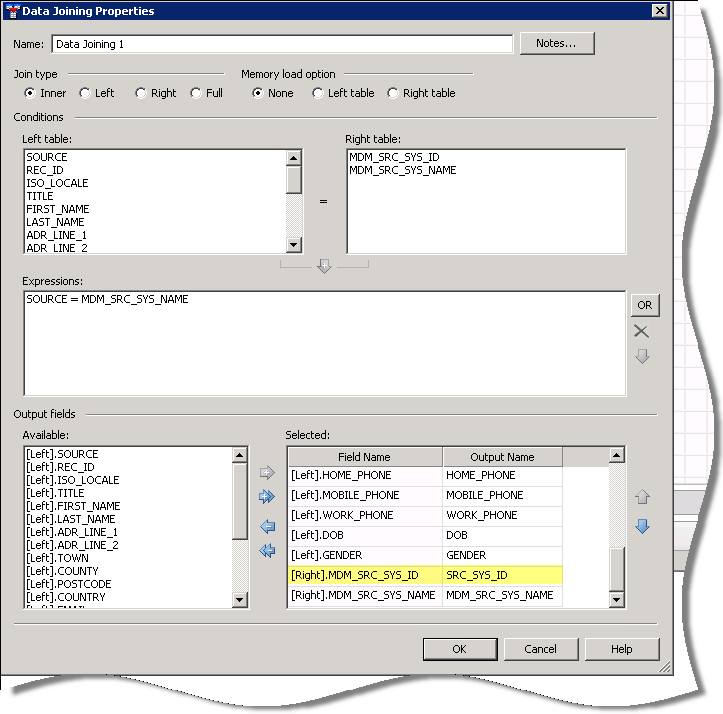 Data Joining Properties
Name: Data Joining 1 Notes...
Join type Memory load option
Inner Left Right Full None Left table Right table
Conditions
Left table: Right table:
SOURCE
REC_ID
ISO_LOCALE
TITLE
FIRST_NAME
LAST_NAME
ADR_LINE_1
ADR_LINE_2
=
MDM_SRC_SYS_ID
MDM_SRC_SYS_NAME
Expressions:
SOURCE = MDM_SRC_SYS_NAME
OR
Output fields
Available:
[Left].SOURCE
[Left].REC_ID
[Left].ISO_LOCALE
[Left].TITLE
[Left].FIRST_NAME
[Left].LAST_NAME
[Left].ADR_LINE_1
[Left].ADR_LINE_2
[Left].TOWN
[Left].COUNTY
[Left].POSTCODE
[Left].COUNTRY
[Left].EMAIL
Selected:
Field Name Output Name
[Left].HOME_PHONE HOME_PHONE
[Left].MOBILE_PHONE MOBILE_PHONE
[Left].WORK_PHONE WORK_PHONE
[Left].DOB DOB
[Left].GENDER GENDER
[Right].MDM_SRC_SYS_ID SRC_SYS_ID
[Right].MDM_SRC_SYS_NAME MDM_SRC_SYS_NAME
OK Cancel Help